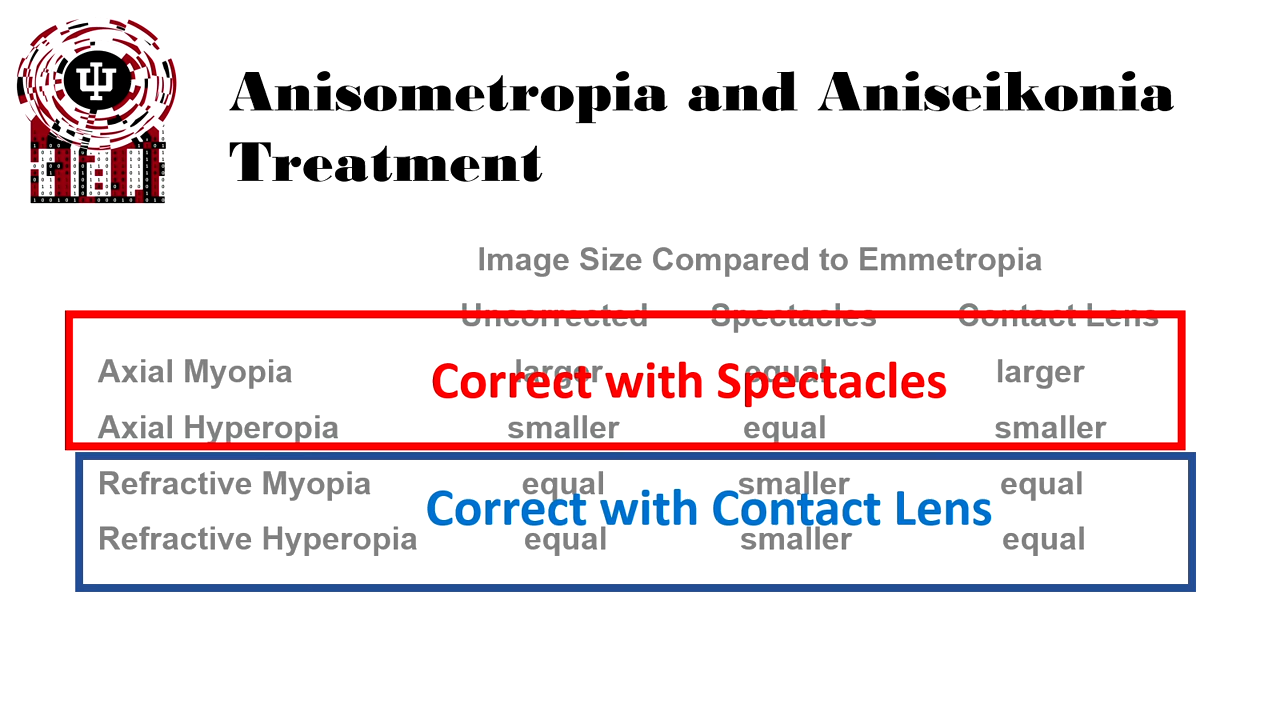 Anisometropia and Aniseikonia
Treatment
Image Size Compared to Emmetropia
Uncorrected Spectacles Contact Lens
Axial Myopia larger equal larger
Correct with Spectacles
Axial Hyperopia smaller equal smaller
Refractive Myopia equal smaller equal
Correct with Contact Lens
Refractive Hyperopia equal smaller equal